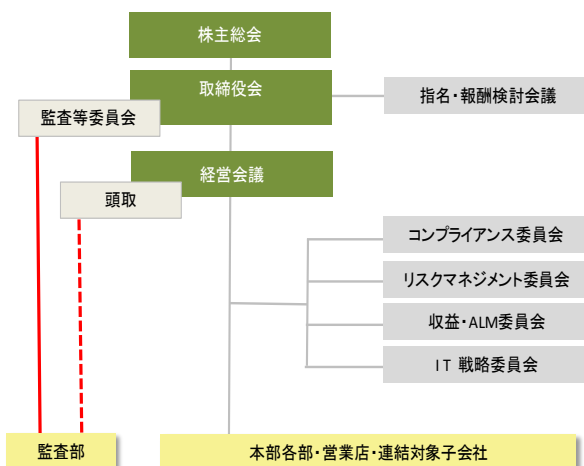 株主総会
取締役会
指名・報酬検討会議
監査等委員会
経営会議
頭取
コンプライアンス委員会
リスクマネジメント委員会
収益・ALM委員会
IT 戦略委員会
監査部
本部各部・営業店・連結対象子会社